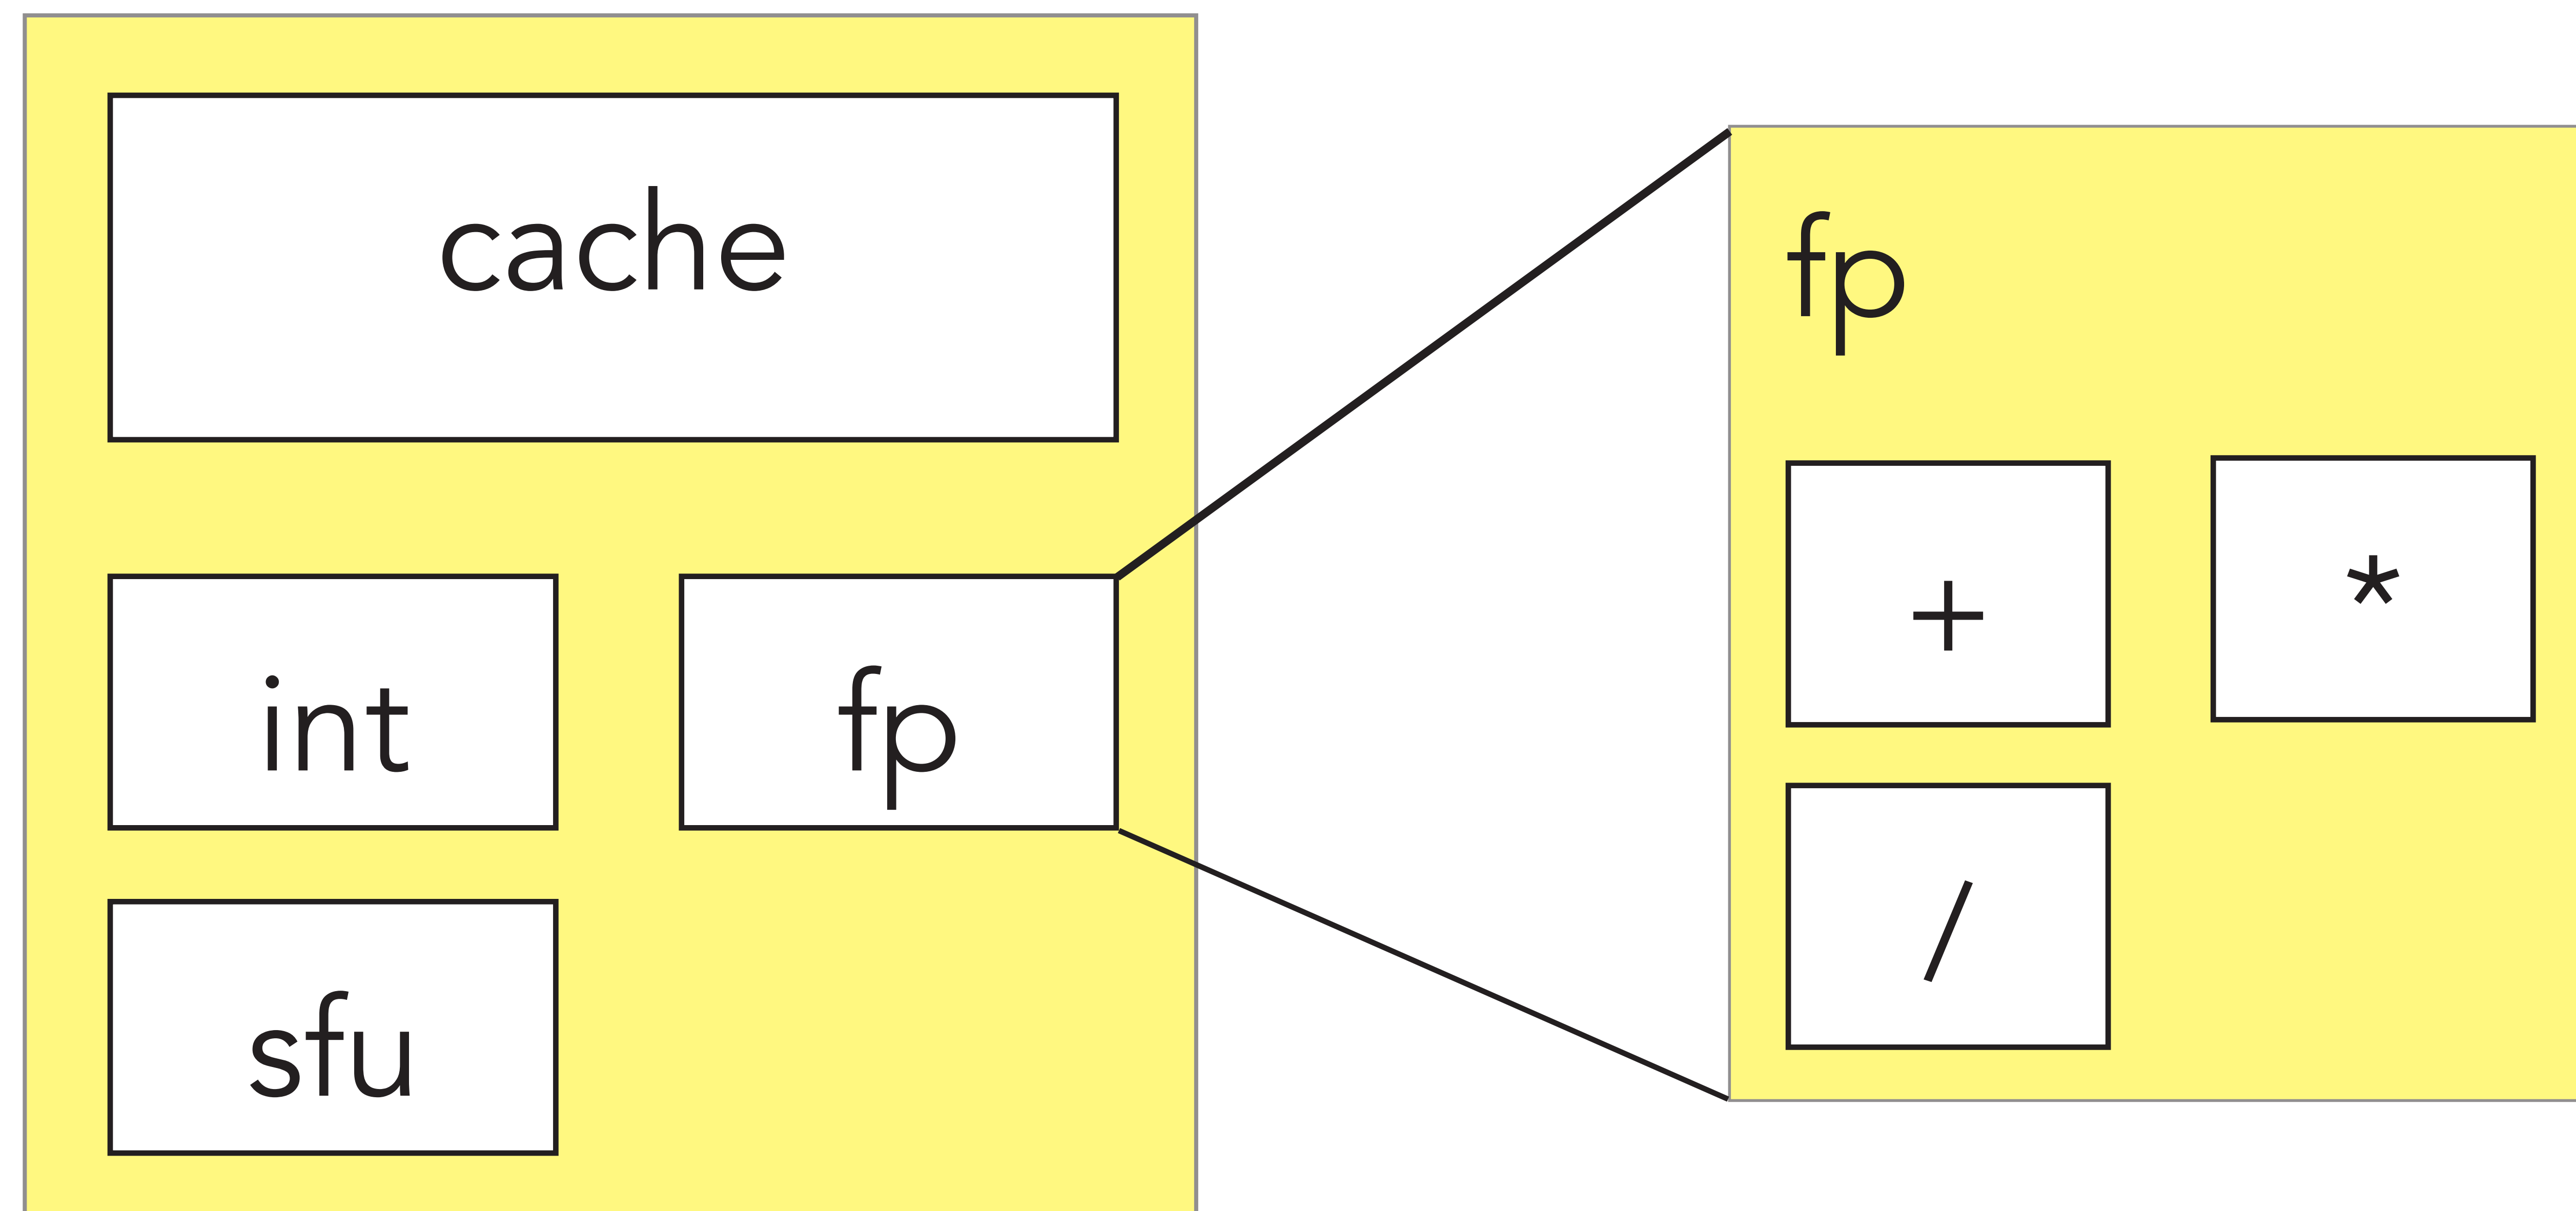 cache
int
fp
sfu
fp
+
*
/